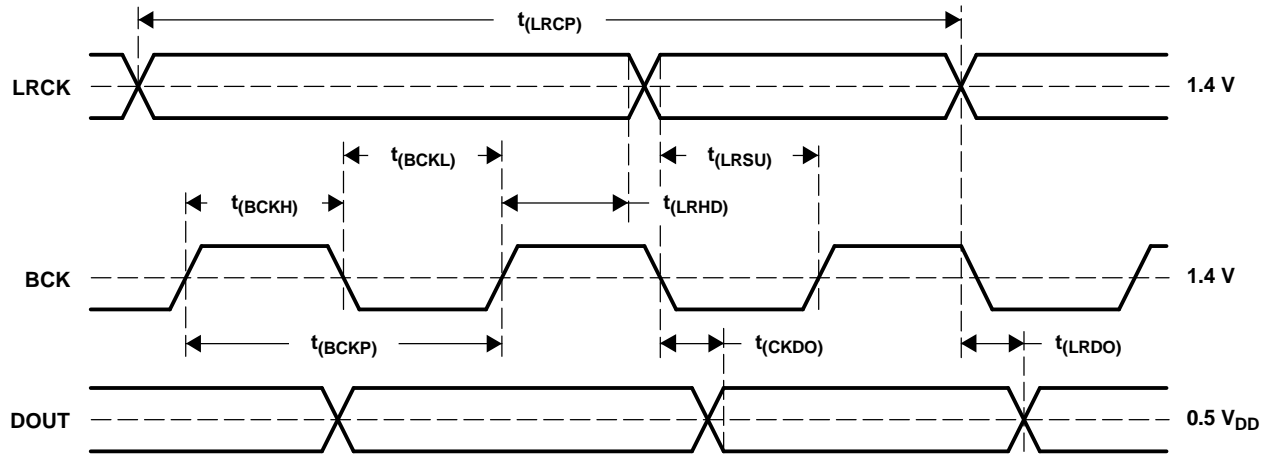 t(LRCP)
LRCK
1.4 V
t(BCKL)
t(LRSU)
t(BCKH)
t(LRHD)
BCK
1.4 V
t(BCKP)
t(CKDO)
t(LRDO)
DOUT
0.5 VDD